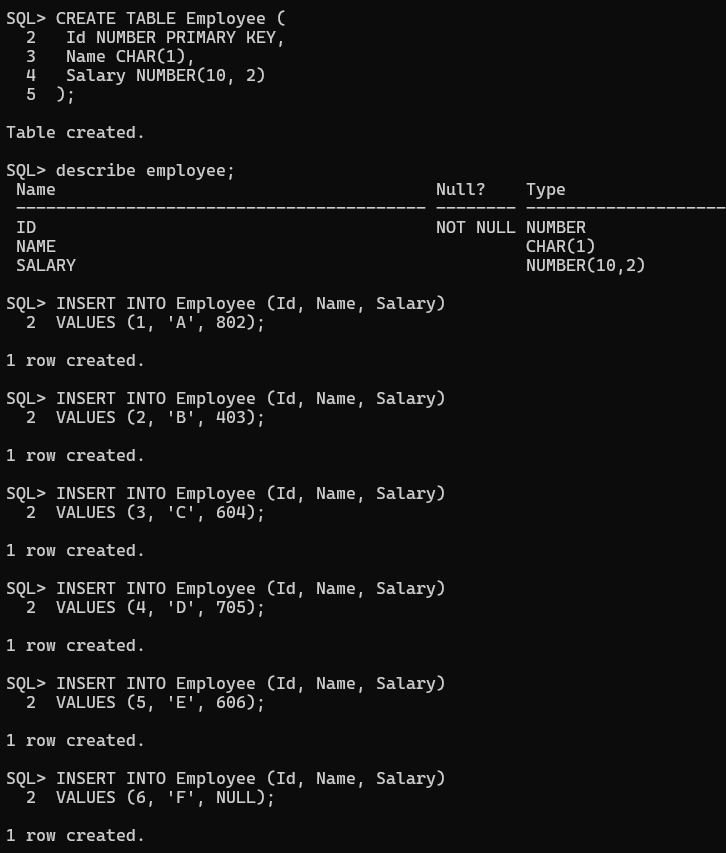 SQL> CREATE TABLE Employee (
  2   Id NUMBER PRIMARY KEY,
  3   Name CHAR(1),
  4   Salary NUMBER(10, 2)
  5  );
Table created.
SQL> describe employee;
 Name                                      Null?    Type
 ----------------------------------------- -------- --------------------
 ID                                        NOT NULL NUMBER
 NAME                                               CHAR(1)
 SALARY                                             NUMBER(10,2)
SQL> INSERT INTO Employee (Id, Name, Salary)
  2  VALUES (1, 'A', 802);
1 row created.
SQL> INSERT INTO Employee (Id, Name, Salary)
  2  VALUES (2, 'B', 403);
1 row created.
SQL> INSERT INTO Employee (Id, Name, Salary)
  2  VALUES (3, 'C', 604);
1 row created.
SQL> INSERT INTO Employee (Id, Name, Salary)
  2  VALUES (4, 'D', 705);
1 row created.
SQL> INSERT INTO Employee (Id, Name, Salary)
  2  VALUES (5, 'E', 606);
1 row created.
SQL> INSERT INTO Employee (Id, Name, Salary)
  2  VALUES (6, 'F', NULL);
1 row created.